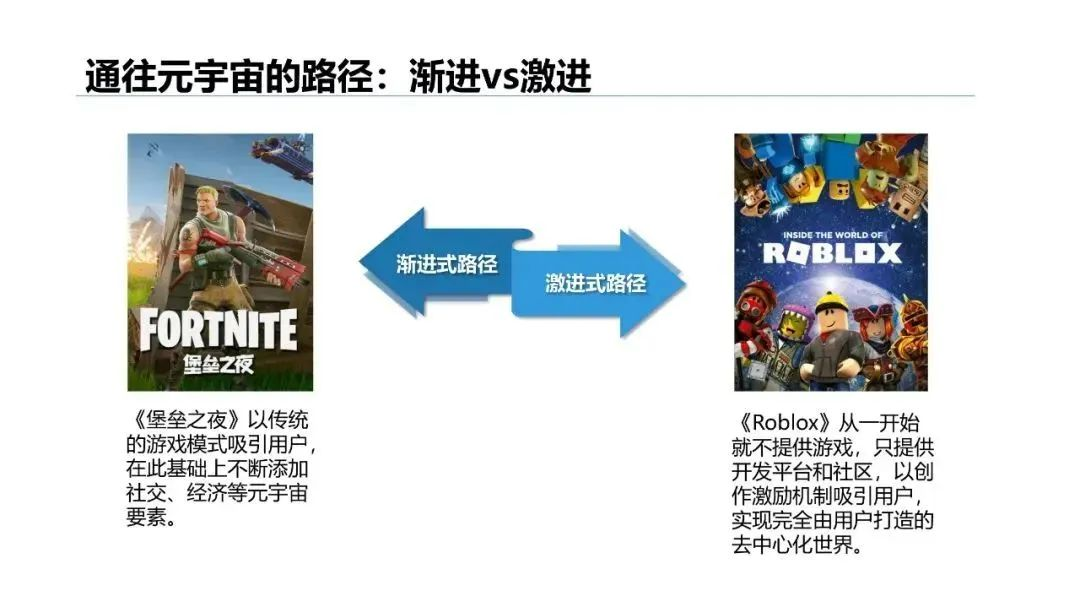 通往元宇宙的路径：渐进vs激进
FORTNITE
堡垒之夜
渐进式路径
激进式路径
INSIDE THE WORLD OF
ROBLOX
《堡垒之夜》以传统
的游戏模式吸引用户，
在此基础上不断添加
社交、经济等元宇宙
要素。
《Roblox》从一开始
就不提供游戏，只提供
开发平台和社区，以创
作激励机制吸引用户，
实现完全由用户打造的
去中心化世界。